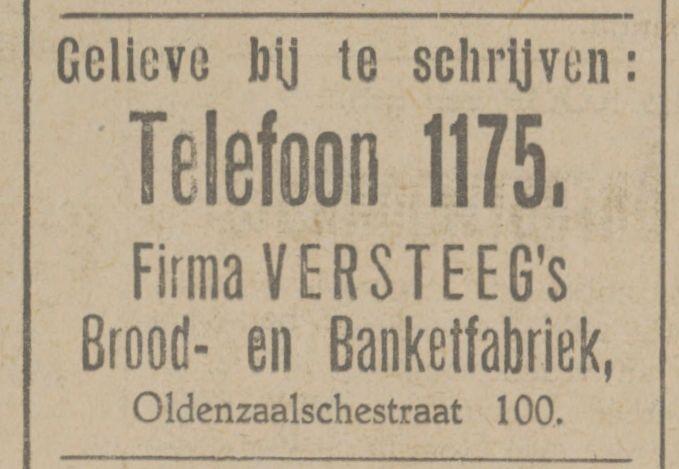 Gelieve bij te schrijven:
Telefoon 1175.
Firma VERSTEEG's
Brood- en Banketfabriek,
Oldenzaalschestraat 100.